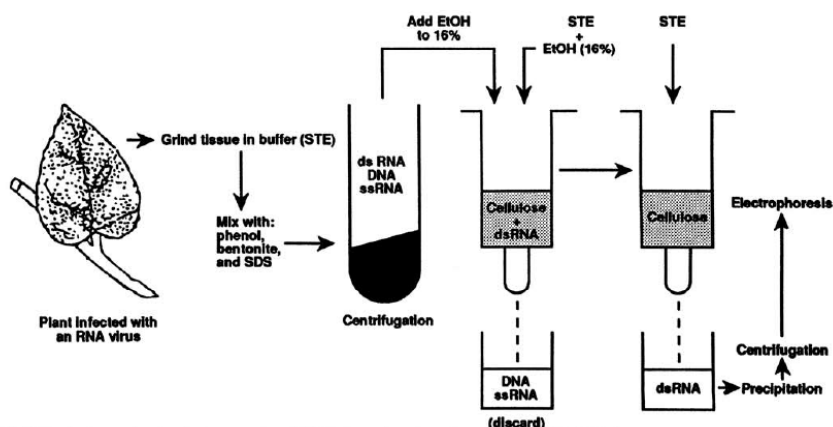 Add EtOH
to 16%
STE
+
EtOH (16%)
STE
Grind tissue in buffer (STE)
ds RNA
DNA
ssRNA
Mix with:
phenol,
bentonite,
and SDS
Cellulose
+
dsRNA
Cellulose
Electrophoresis
Plant infected with
an RNA virus
Centrifugation
DNA
ssRNA
(discard)
dsRNA
Centrifugation
Precipitation